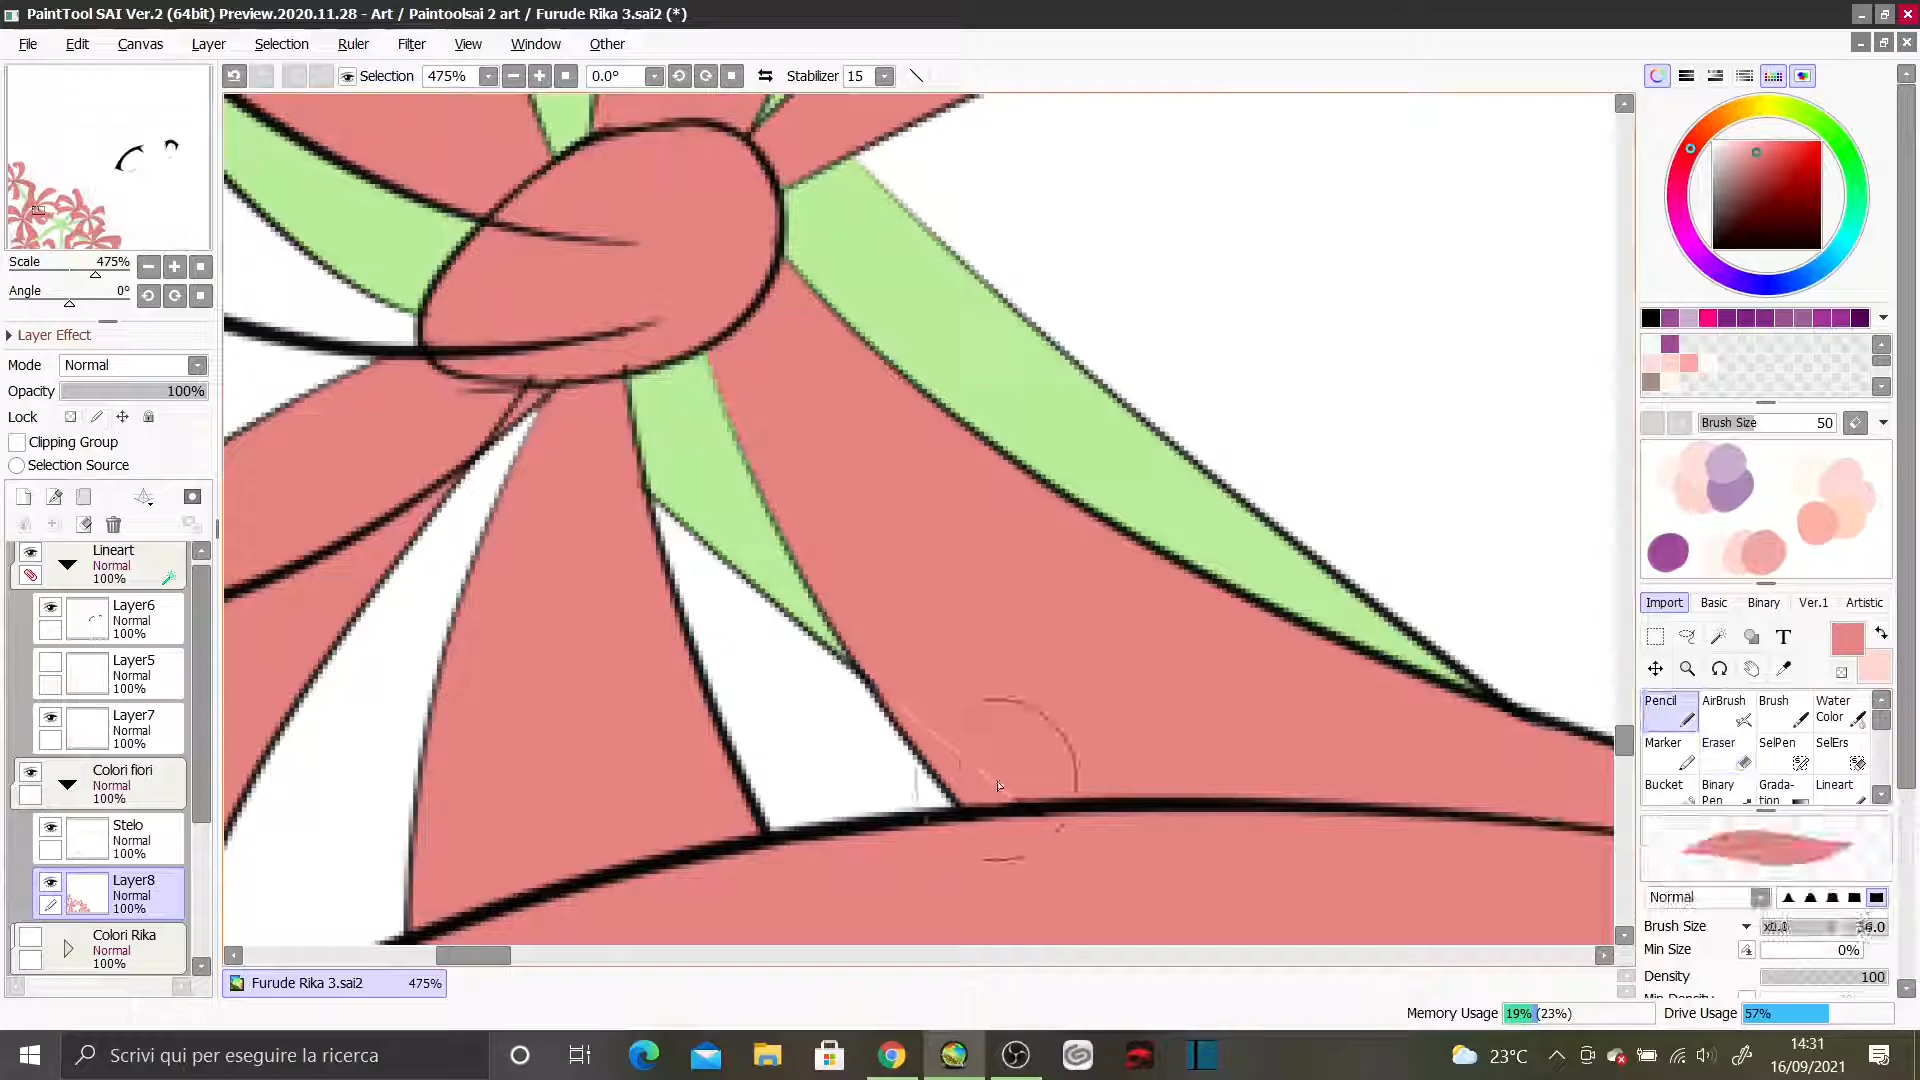 PaintTool SAI Ver.2 (64bit) Preview.2020.11.28 - Art / Paintoolsai 2 art / Furude Rika 3.sai2 (*)
File Edit Canvas Layer Selection Ruler Filter View Window Other
Selection 475% 0.0° Stabilizer 15
Scale 475%
Angle 0°
Layer Effect
Mode Normal
Opacity 100%
Lock
Clipping Group
Selection Source
Lineart
Normal
100%
Layer6
Normal
100%
Layer5
Normal
100%
Layer7
Normal
100%
Colori fiori
Normal
100%
Stelo
Normal
100%
Layer8
Normal
100%
Colori Rika
Normal
100%
Furude Rika 3.sai2 475%
Brush Size 50
Import Basic Binary Ver.1 Artistic
T
Pencil AirBrush Brush Water Color
Marker Eraser SelPen SelErs
Bucket Binary Pen Grada-tion Lineart
Normal
Brush Size
Min Size 0%
Density 100
Memory Usage 19% (23%) Drive Usage 57%
Scrivi qui per eseguire la ricerca
23°C
14:31
16/09/2021